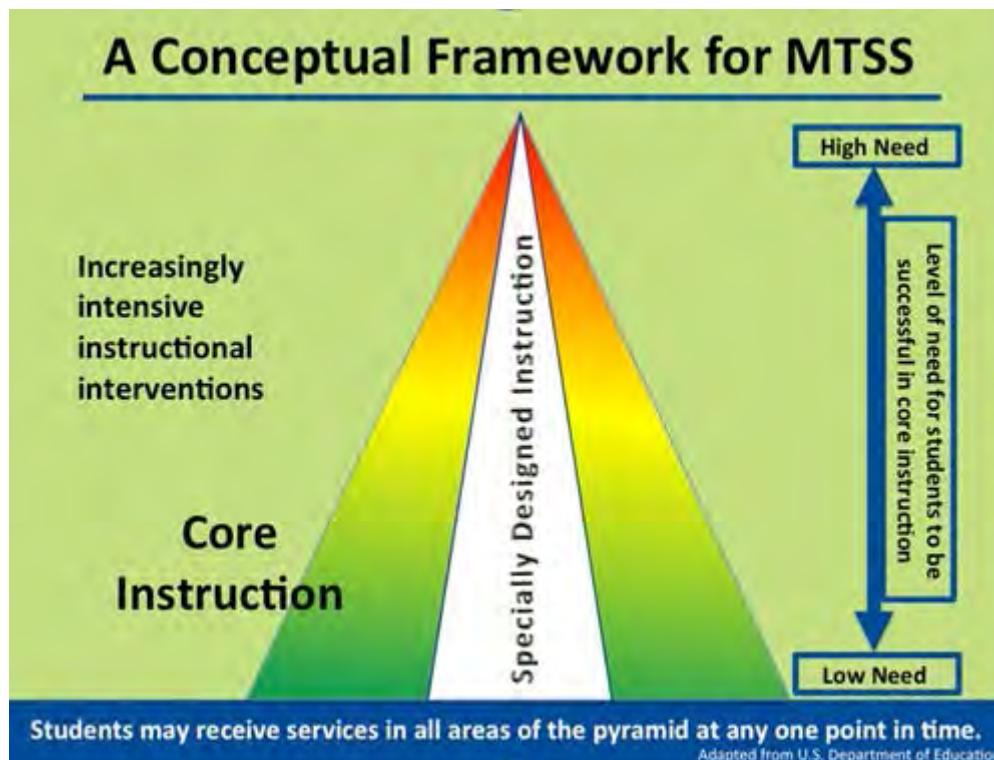 A Conceptual Framework for MTSS
High Need
Increasingly
intensive
instructional
interventions
Specially Designed Instruction
Level of need for students to be
successful in core instruction
Core
Instruction
Low Need
Students may receive services in all areas of the pyramid at any one point in time.
Adapted from U.S. Department of Education